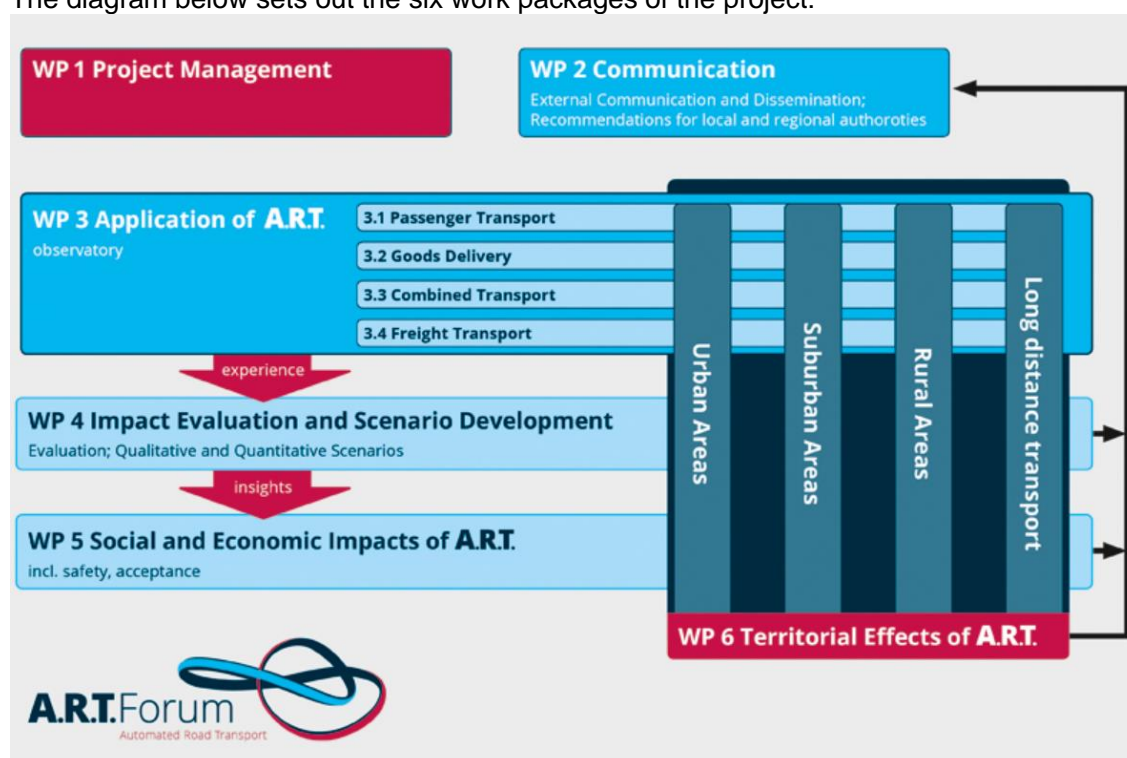 The diagram below sets out the six work packages of the project.
WP 1 Project Management
WP 2 Communication
External Communication and Dissemination;
Recommendations for local and regional authoroties
WP 3 Application of A.R.T.
observatory
3.1 Passenger Transport
3.2 Goods Delivery
3.3 Combined Transport
3.4 Freight Transport
Urban Areas
Suburban Areas
Rural Areas
Long distance transport
experience
WP 4 Impact Evaluation and Scenario Development
Evaluation; Qualitative and Quantitative Scenarios
insights
WP 5 Social and Economic Impacts of A.R.T.
incl. safety, acceptance
WP 6 Territorial Effects of A.R.T.
A.R.T.Forum
Automated Road Transport